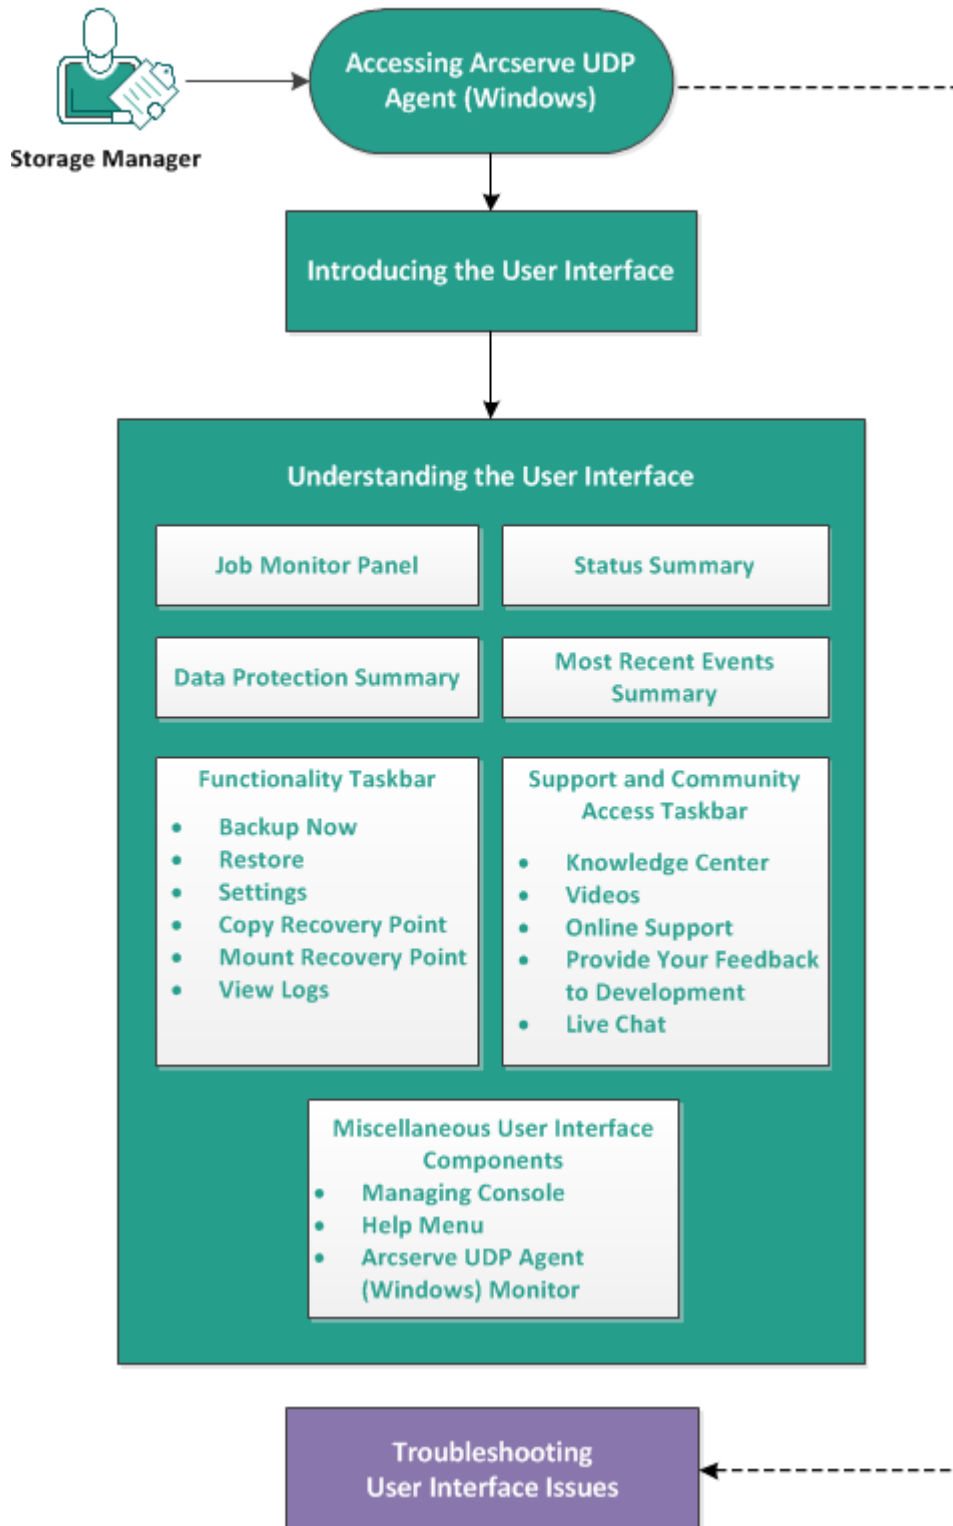 Storage Manager
Accessing Arcserve UDP
Agent (Windows)
Introducing the User Interface
Understanding the User Interface
Job Monitor Panel
Status Summary
Data Protection Summary
Most Recent Events
Summary
Functionality Taskbar
• Backup Now
• Restore
• Settings
• Copy Recovery Point
• Mount Recovery Point
• View Logs
Support and Community
Access Taskbar
• Knowledge Center
• Videos
• Online Support
• Provide Your Feedback
to Development
• Live Chat
Miscellaneous User Interface
Components
• Managing Console
• Help Menu
• Arcserve UDP Agent
(Windows) Monitor
Troubleshooting
User Interface Issues